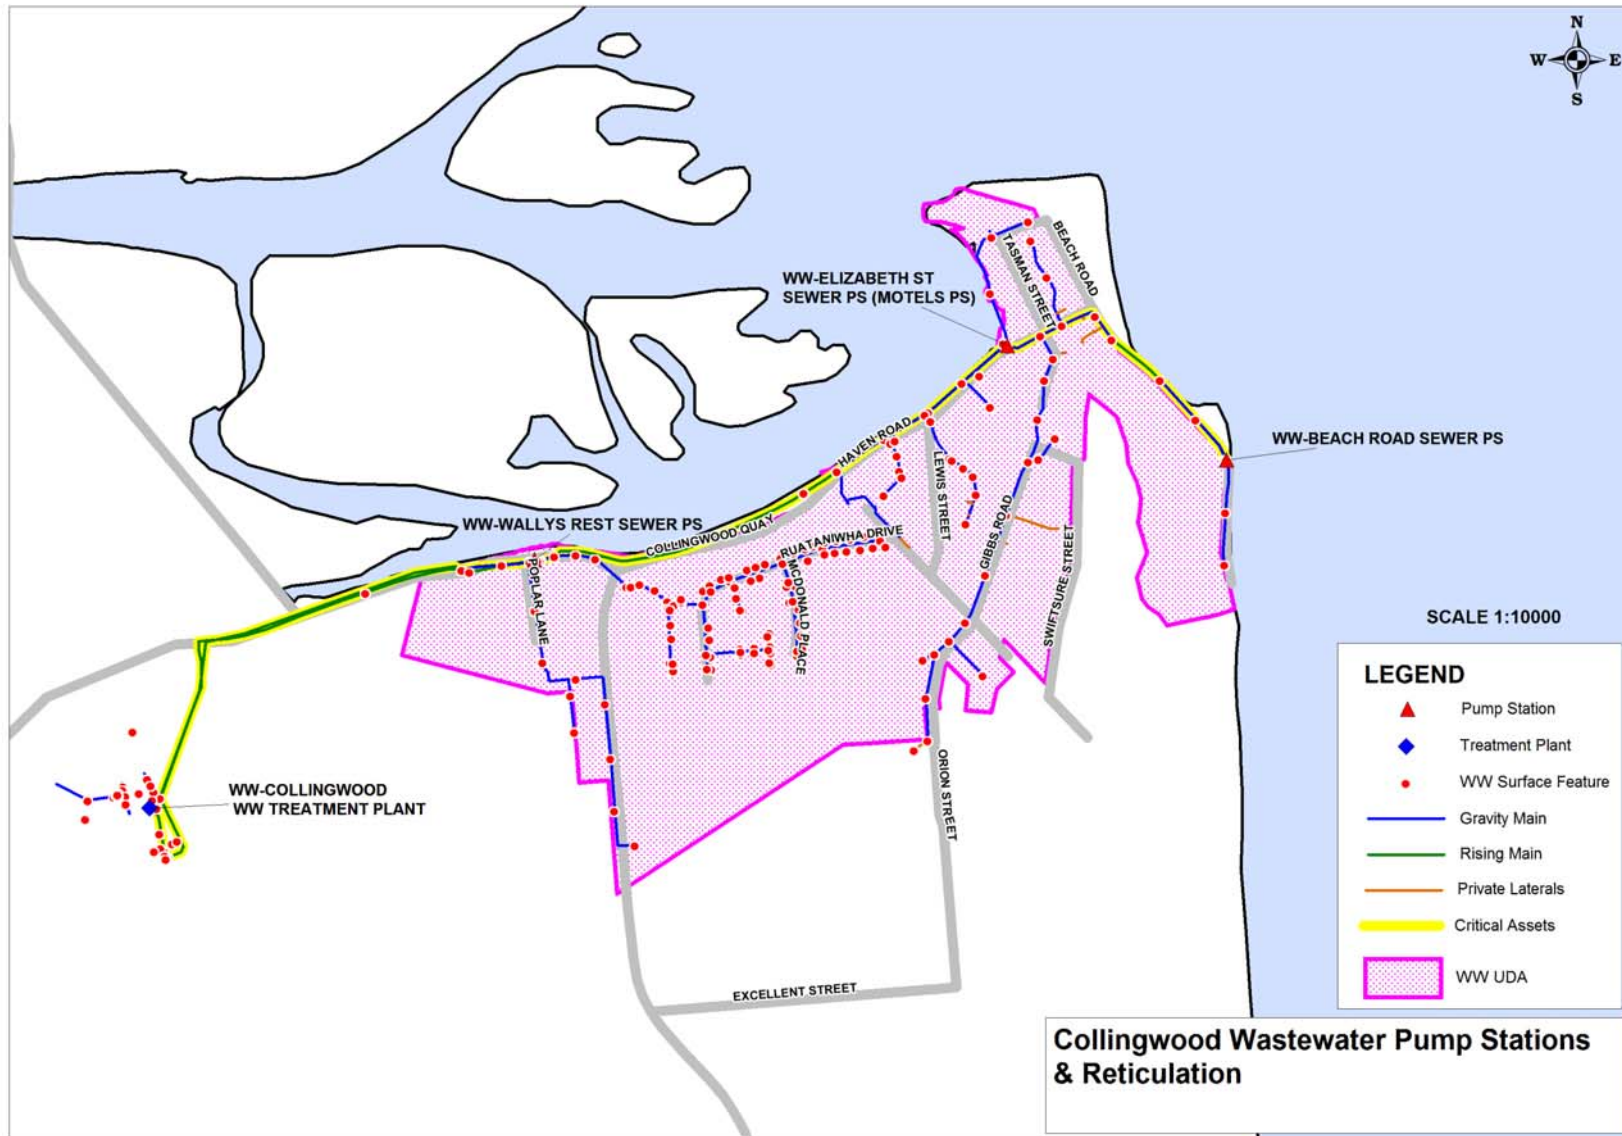 N
W E
S
WW-ELIZABETH ST
SEWER PS (MOTELS PS)
TASMAN STREET
BEACH ROAD
WW-BEACH ROAD SEWER PS
HAVEN ROAD
LEWIS STREET
WW-WALLYS REST SEWER PS
COLLINGWOOD QUAY
RUATANIWHA DRIVE
GIBBS ROAD
POPLAR LANE
MCDONALD PLACE
SWIFTSURE STREET
WW-COLLINGWOOD
WW TREATMENT PLANT
ORION STREET
EXCELLENT STREET
SCALE 1:10000
LEGEND
Pump Station
Treatment Plant
WW Surface Feature
Gravity Main
Rising Main
Private Laterals
Critical Assets
WW UDA
Collingwood Wastewater Pump Stations
& Reticulation